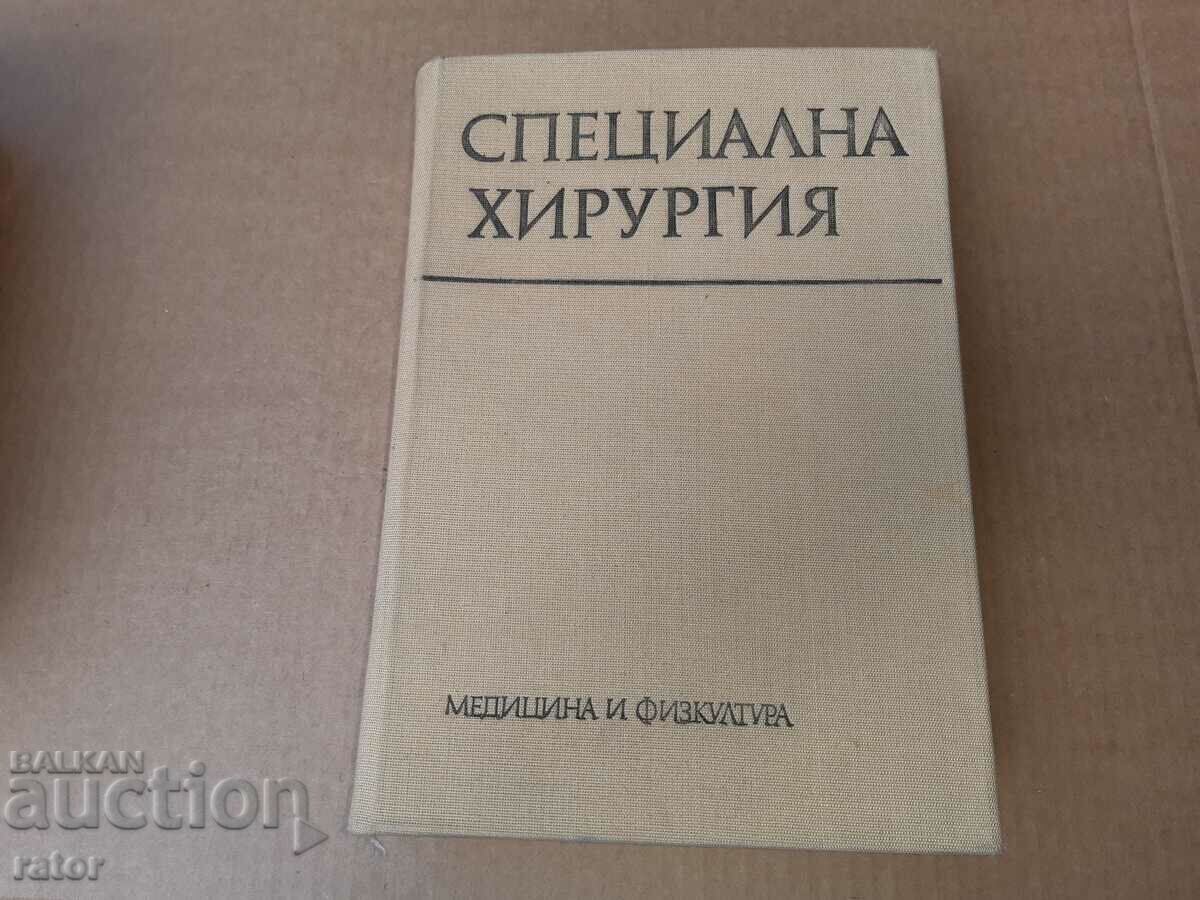 СПЕЦИАЛНА
ХИРУРГИЯ
МЕДИЦИНА И ФИЗКУЛТУРА
BALKAN
auction
rator